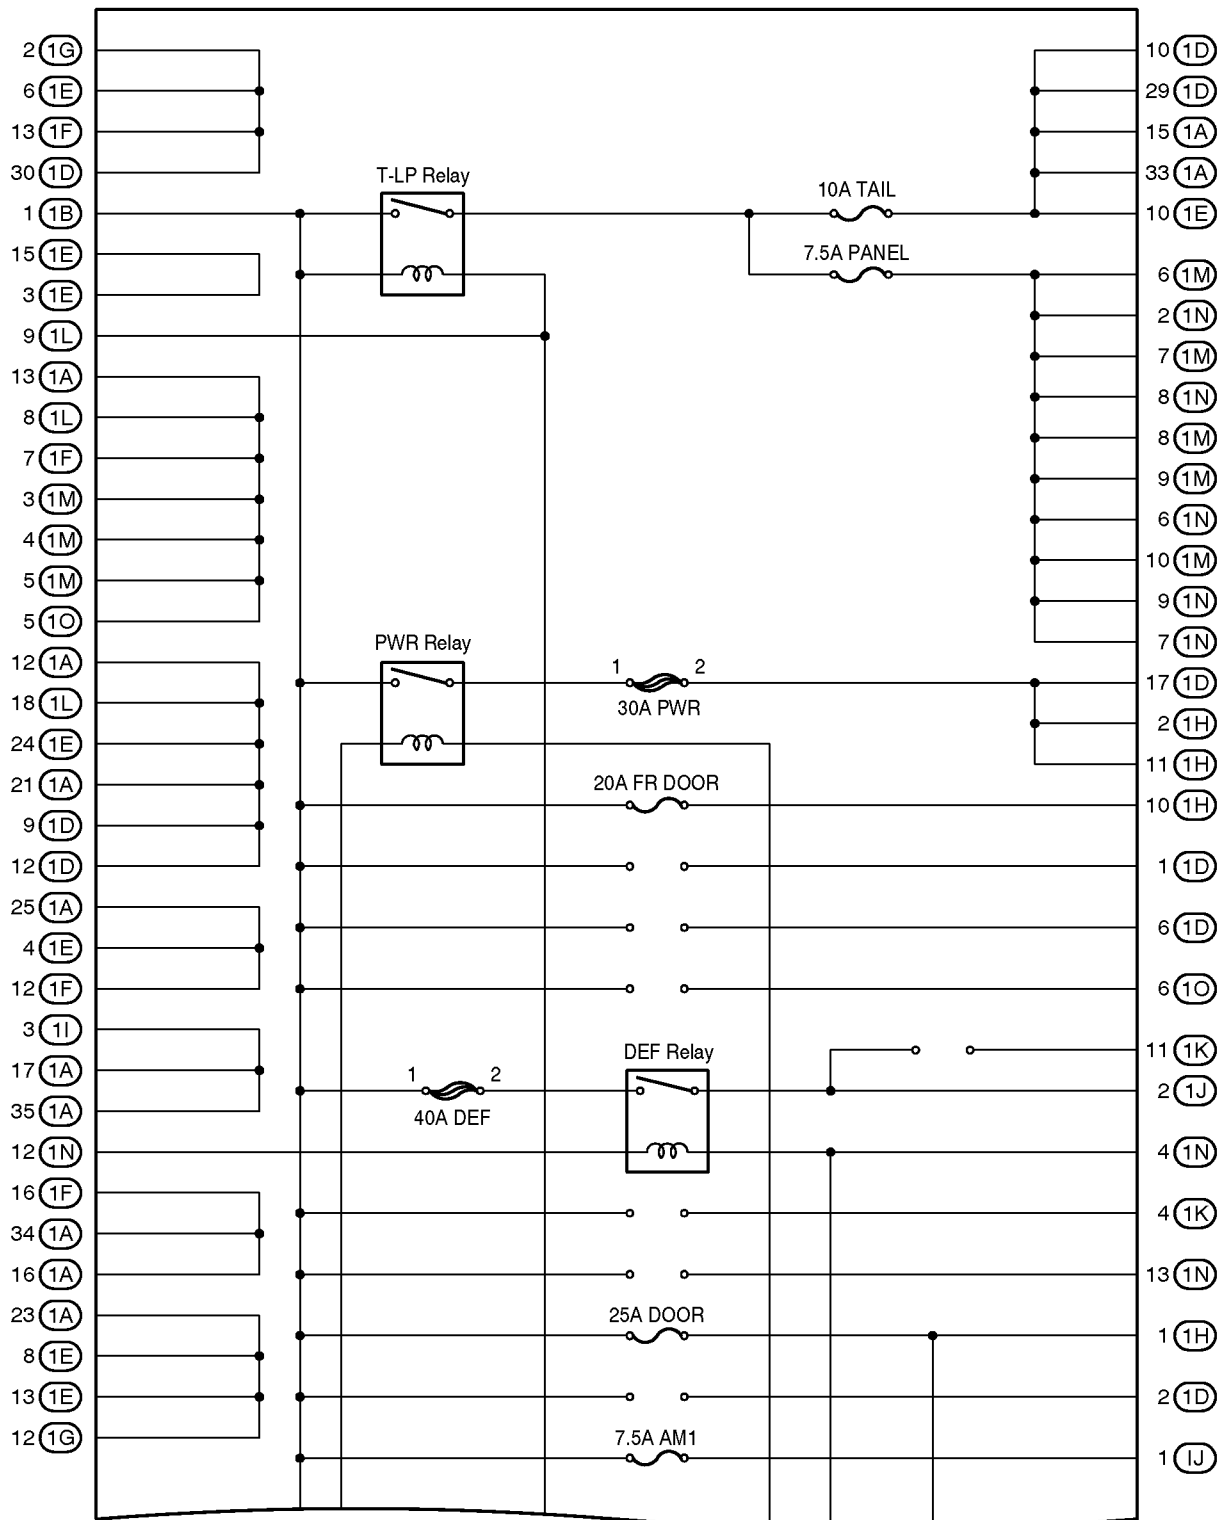 2 1G
10 1D
6 1E
29 1D
13 1F
15 1A
30 1D
33 1A
T-LP Relay
10A TAIL
1 1B
10 1E
7.5A PANEL
15 1E
6 1M
3 1E
2 1N
9 1L
7 1M
13 1A
8 1N
8 1L
8 1M
7 1F
9 1M
3 1M
6 1N
4 1M
10 1M
5 1M
9 1N
5 1O
7 1N
PWR Relay
12 1A
1 2
17 1D
30A PWR
18 1L
2 1H
24 1E
11 1H
20A FR DOOR
21 1A
10 1H
9 1D
12 1D
1 1D
25 1A
6 1D
4 1E
12 1F
6 1O
3 1I
DEF Relay
11 1K
17 1A
1 2
2 1J
40A DEF
35 1A
12 1N
4 1N
16 1F
4 1K
34 1A
16 1A
13 1N
23 1A
25A DOOR
1 1H
8 1E
13 1E
2 1D
12 1G
7.5A AM1
1 IJ